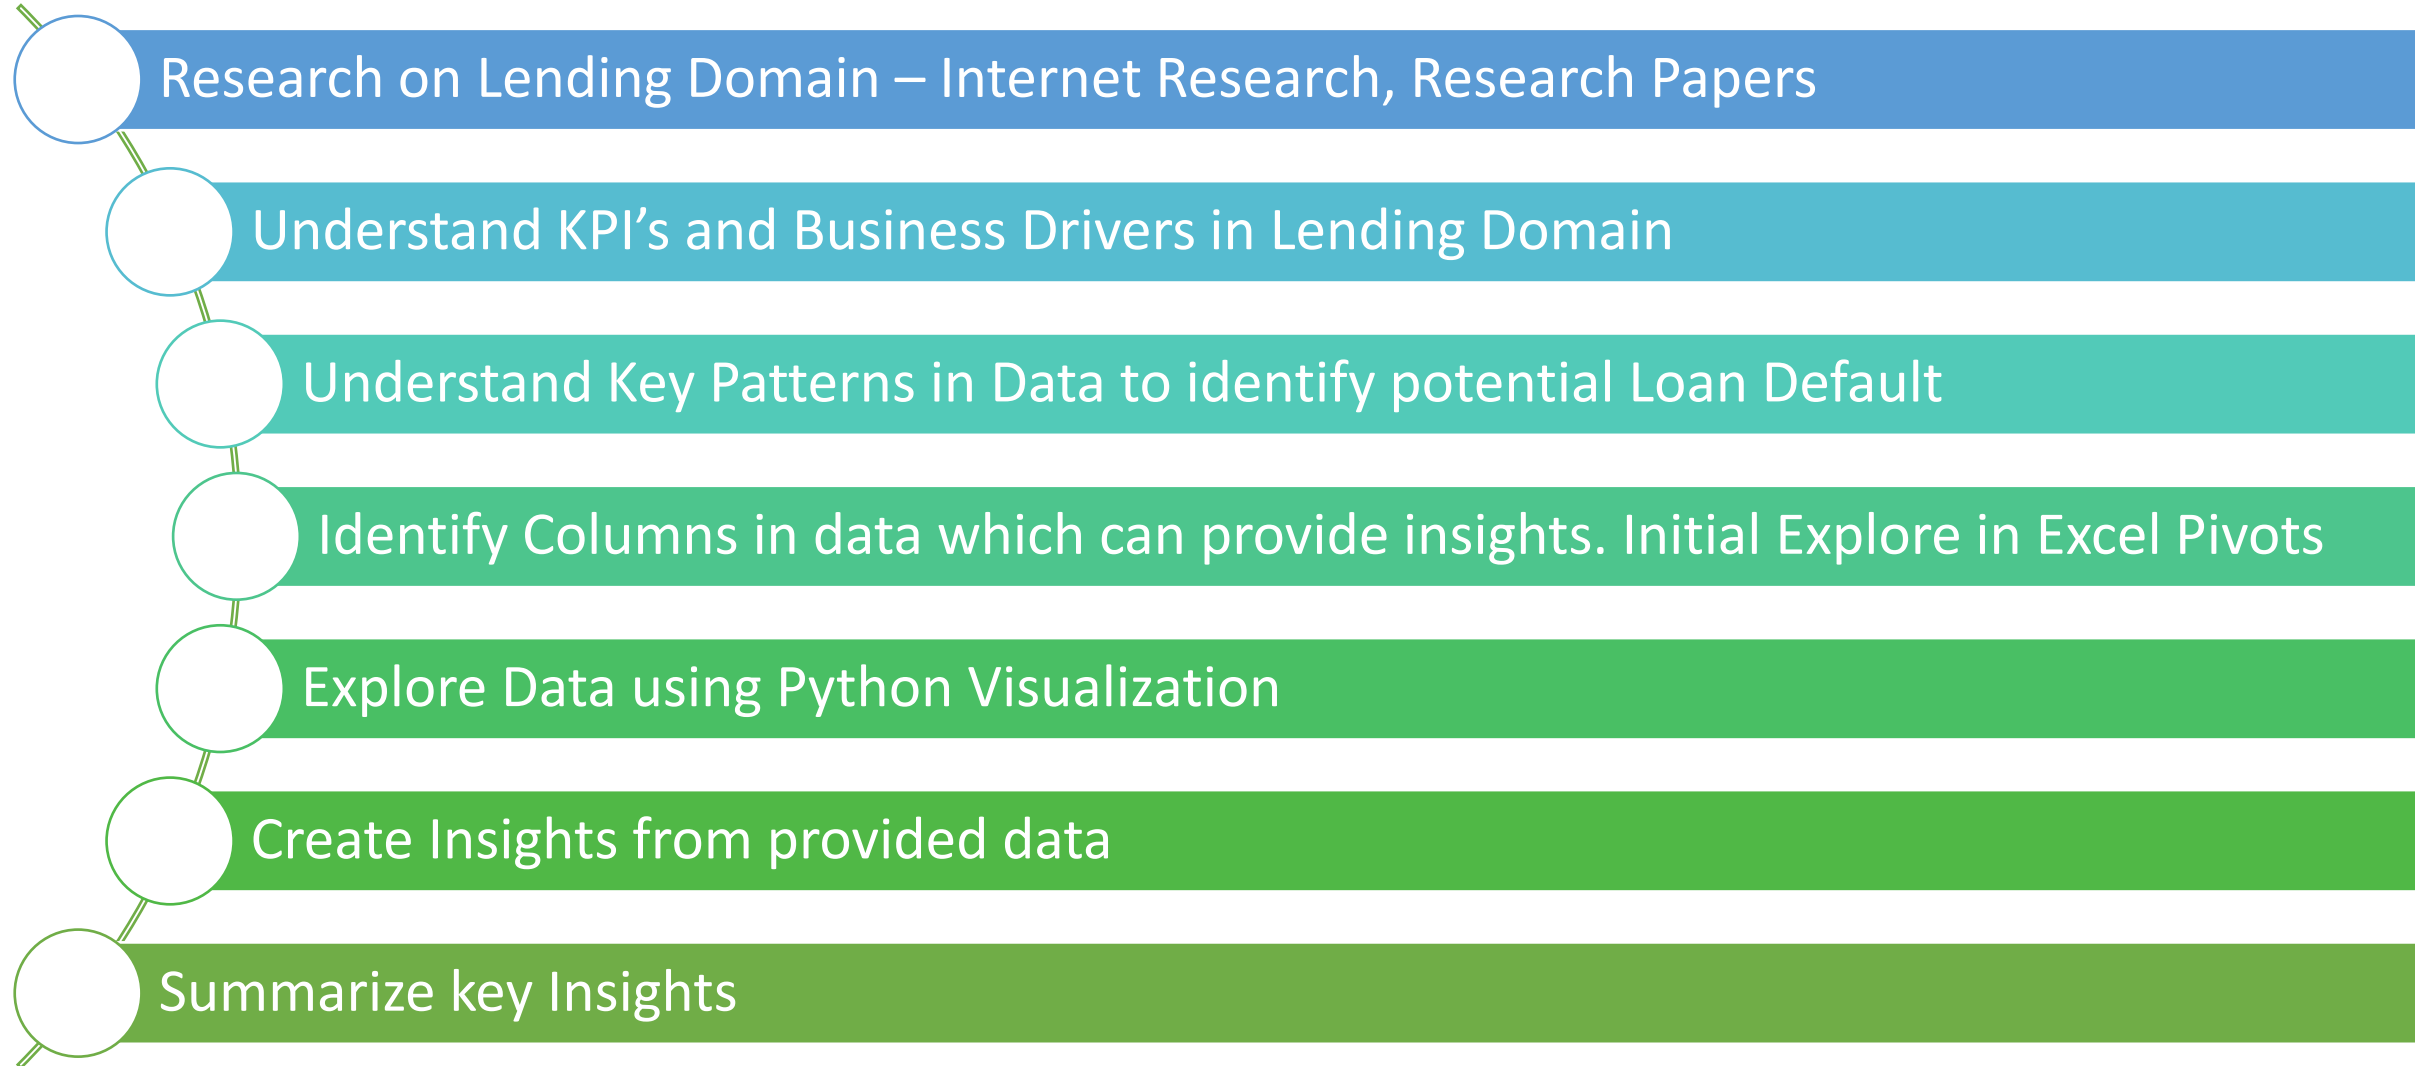 Research on Lending Domain – Internet Research, Research Papers
Understand KPI’s and Business Drivers in Lending Domain
Understand Key Patterns in Data to identify potential Loan Default
Identify Columns in data which can provide insights. Initial Explore in Excel Pivots
Explore Data using Python Visualization
Create Insights from provided data
Summarize key Insights